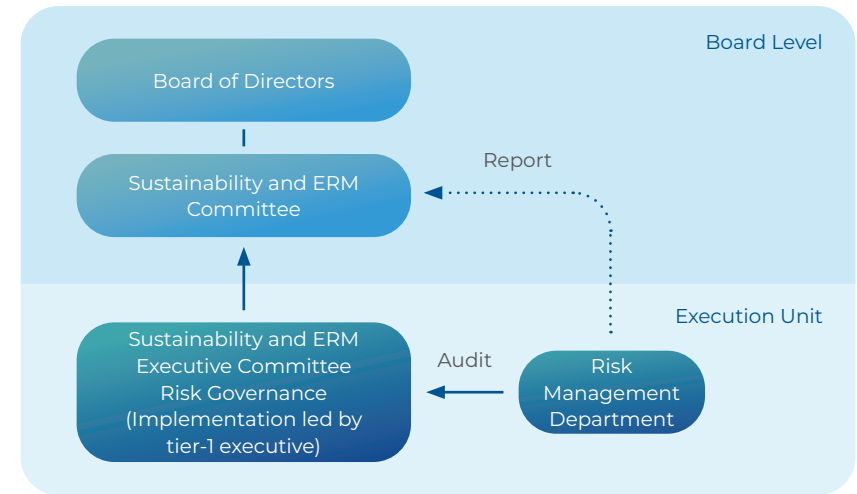 Board Level
Board of Directors
Sustainability and ERM
Committee
Report
Execution Unit
Sustainability and ERM
Executive Committee
Risk Governance
(Implementation led by
tier-1 executive)
Audit
Risk
Management
Department